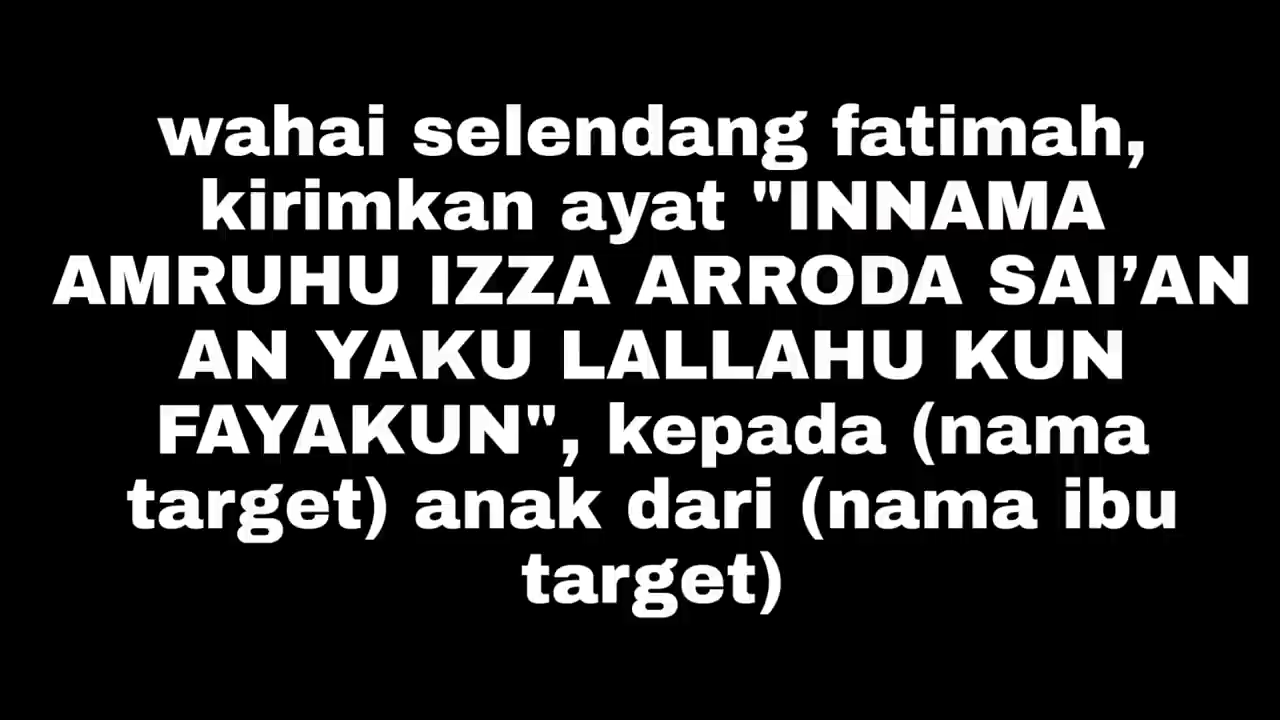 wahai selendang fatimah,
kirimkan ayat "INNAMA
AMRUHU IZZA ARRODA SAI’AN
AN YAKU LALLAHU KUN
FAYAKUN", kepada (nama
target) anak dari (nama ibu
target)